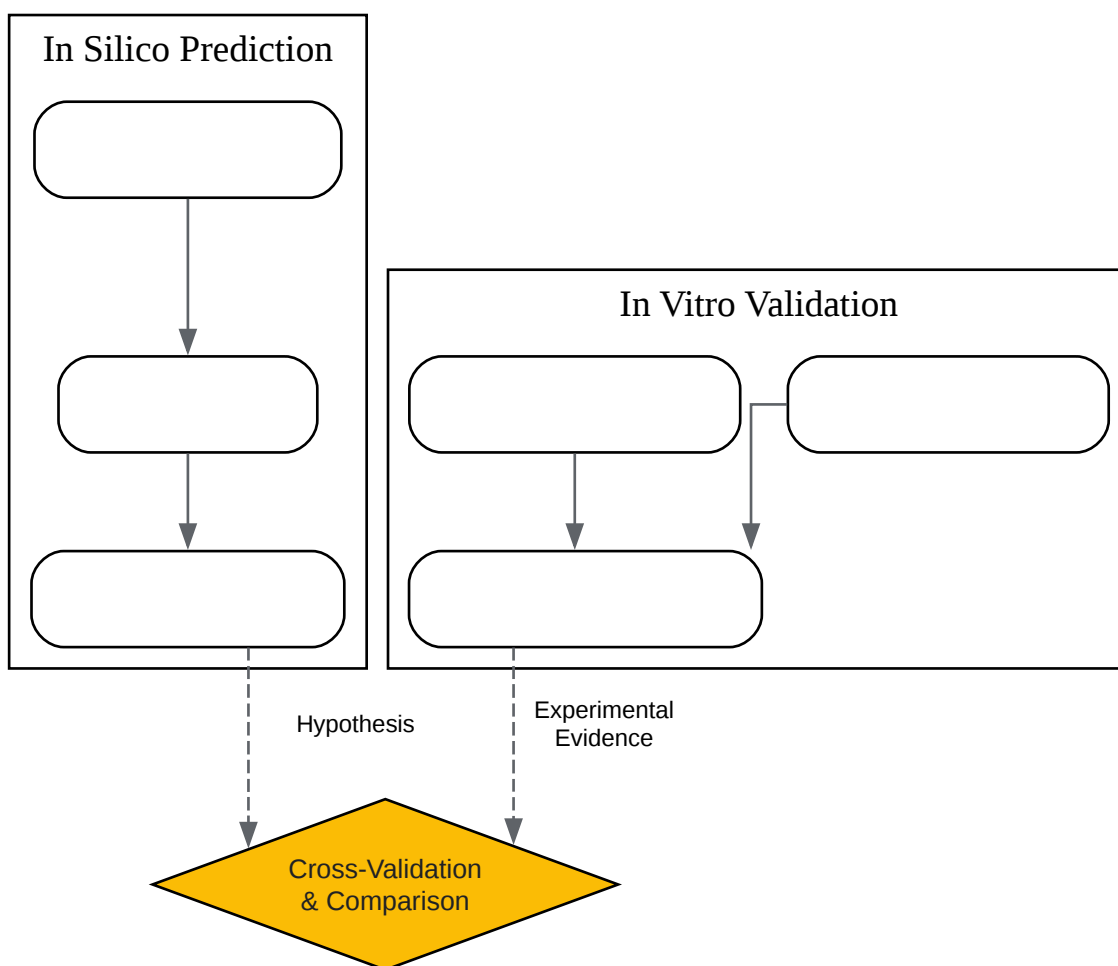 In Silico Prediction
In Vitro Validation
Hypothesis
Experimental
Evidence
Cross-Validation
& Comparison